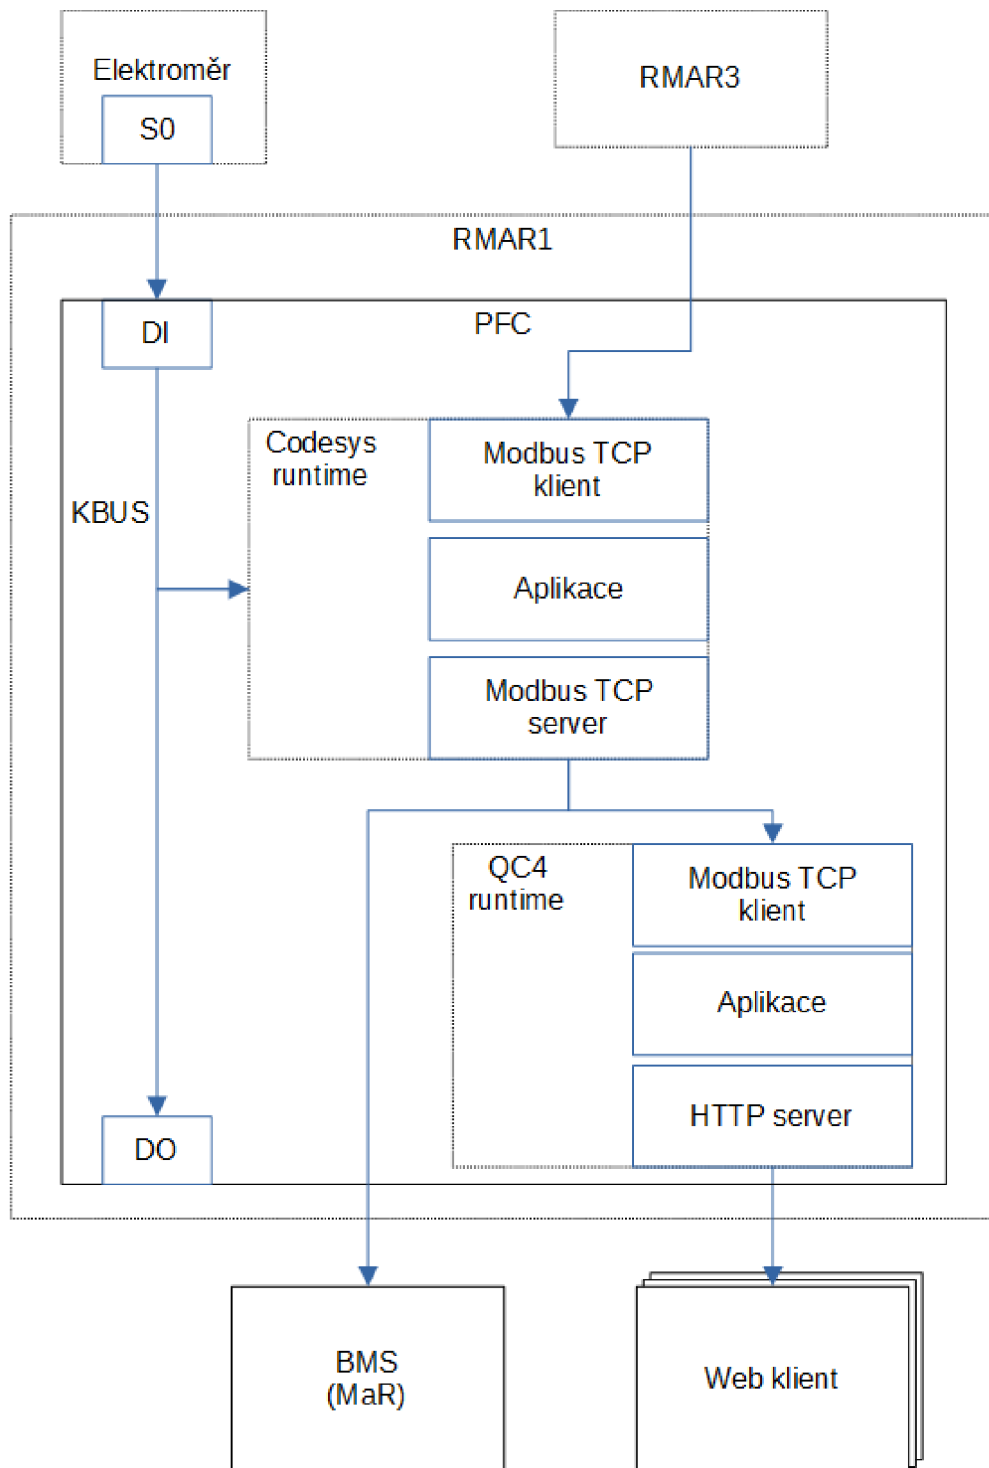 Elektroměr
S0
RMAR3
RMAR1
DI
PFC
Codesys
runtime
Modbus TCP
klient
KBUS
Aplikace
Modbus TCP
server
QC4
runtime
Modbus TCP
klient
Aplikace
HTTP server
DO
BMS
(MaR)
Web klient